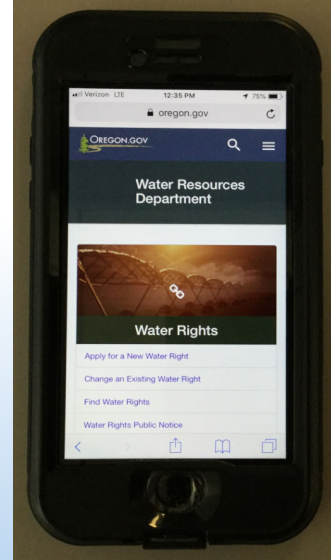 Verizon LTE 12:35 PM 75%
oregon.gov
OREGON.GOV
Water Resources
Department
Water Rights
Apply for a New Water Right
Change an Existing Water Right
Find Water Rights
Water Rights Public Notice